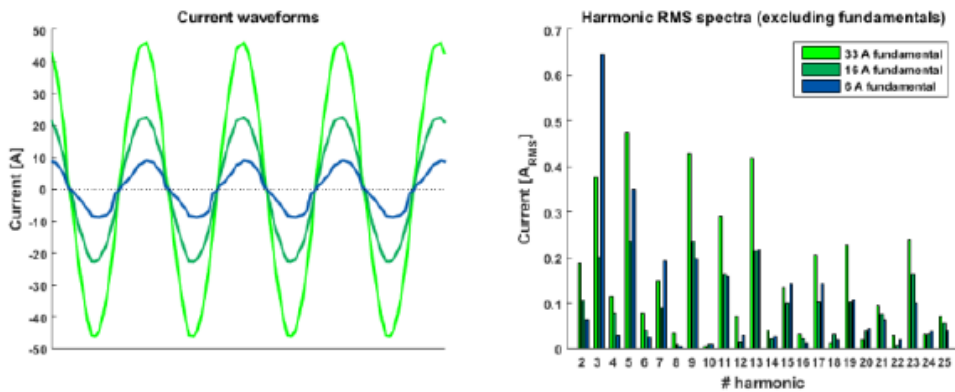 Current waveforms
Current [A]
50
40
30
20
10
0
-10
-20
-30
-40
-50
Harmonic RMS spectra (excluding fundamentals)
33 A fundamental
16 A fundamental
6 A fundamental
Current [A_RMS]
0.7
0.6
0.5
0.4
0.3
0.2
0.1
0
2 3 4 5 6 7 8 9 10 11 12 13 14 15 16 17 18 19 20 21 22 23 24 25
# harmonic